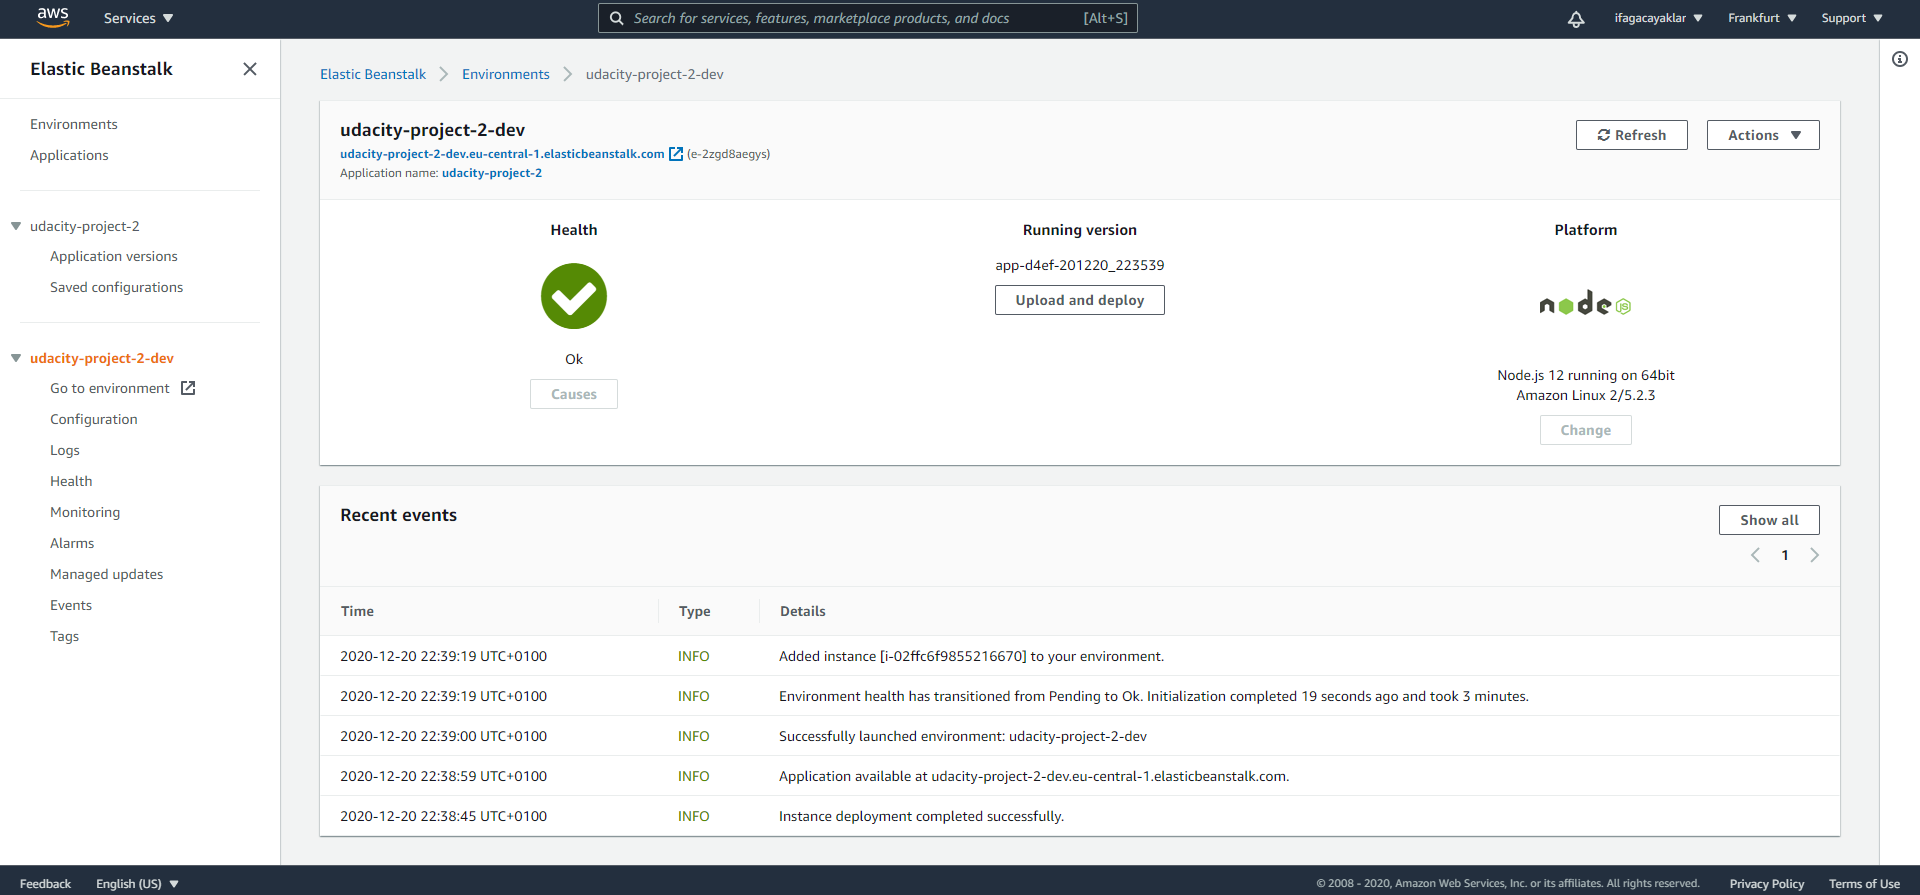 aws
Services
Search for services, features, marketplace products, and docs [Alt+S]
ifagacayaklar
Frankfurt
Support
Elastic Beanstalk
Environments
Applications
udacity-project-2
Application versions
Saved configurations
udacity-project-2-dev
Go to environment
Configuration
Logs
Health
Monitoring
Alarms
Managed updates
Events
Tags
Elastic Beanstalk Environments udacity-project-2-dev
udacity-project-2-dev
udacity-project-2-dev.eu-central-1.elasticbeanstalk.com (e-2zgd8aegys)
Application name: udacity-project-2
Refresh
Actions
Health
Ok
Causes
Running version
app-d4ef-201220_223539
Upload and deploy
Platform
node JS
Node.js 12 running on 64bit
Amazon Linux 2/5.2.3
Change
Recent events
Show all
1
Time Type Details
2020-12-20 22:39:19 UTC+0100 INFO Added instance [i-02ffc6f9855216670] to your environment.
2020-12-20 22:39:19 UTC+0100 INFO Environment health has transitioned from Pending to Ok. Initialization completed 19 seconds ago and took 3 minutes.
2020-12-20 22:39:00 UTC+0100 INFO Successfully launched environment: udacity-project-2-dev
2020-12-20 22:38:59 UTC+0100 INFO Application available at udacity-project-2-dev.eu-central-1.elasticbeanstalk.com.
2020-12-20 22:38:45 UTC+0100 INFO Instance deployment completed successfully.
Feedback English (US) © 2008 - 2020, Amazon Web Services, Inc. or its affiliates. All rights reserved. Privacy Policy Terms of Use